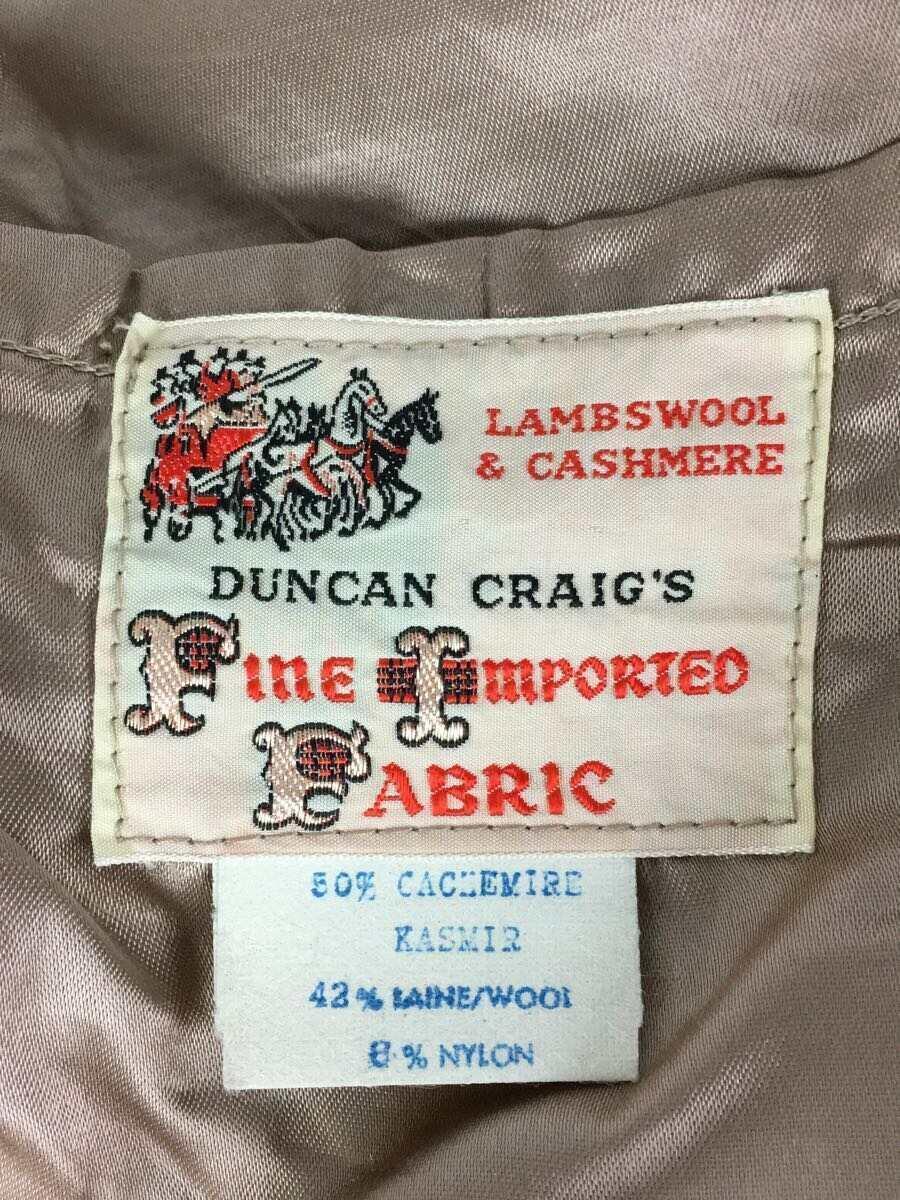 LAMBSWOOL
& CASHMERE
DUNCAN CRAIG'S
FINE IMPORTED
FABRIC
50% CACHEMIRE
KASMIR
42% LAINE/WOOL
8% NYLON